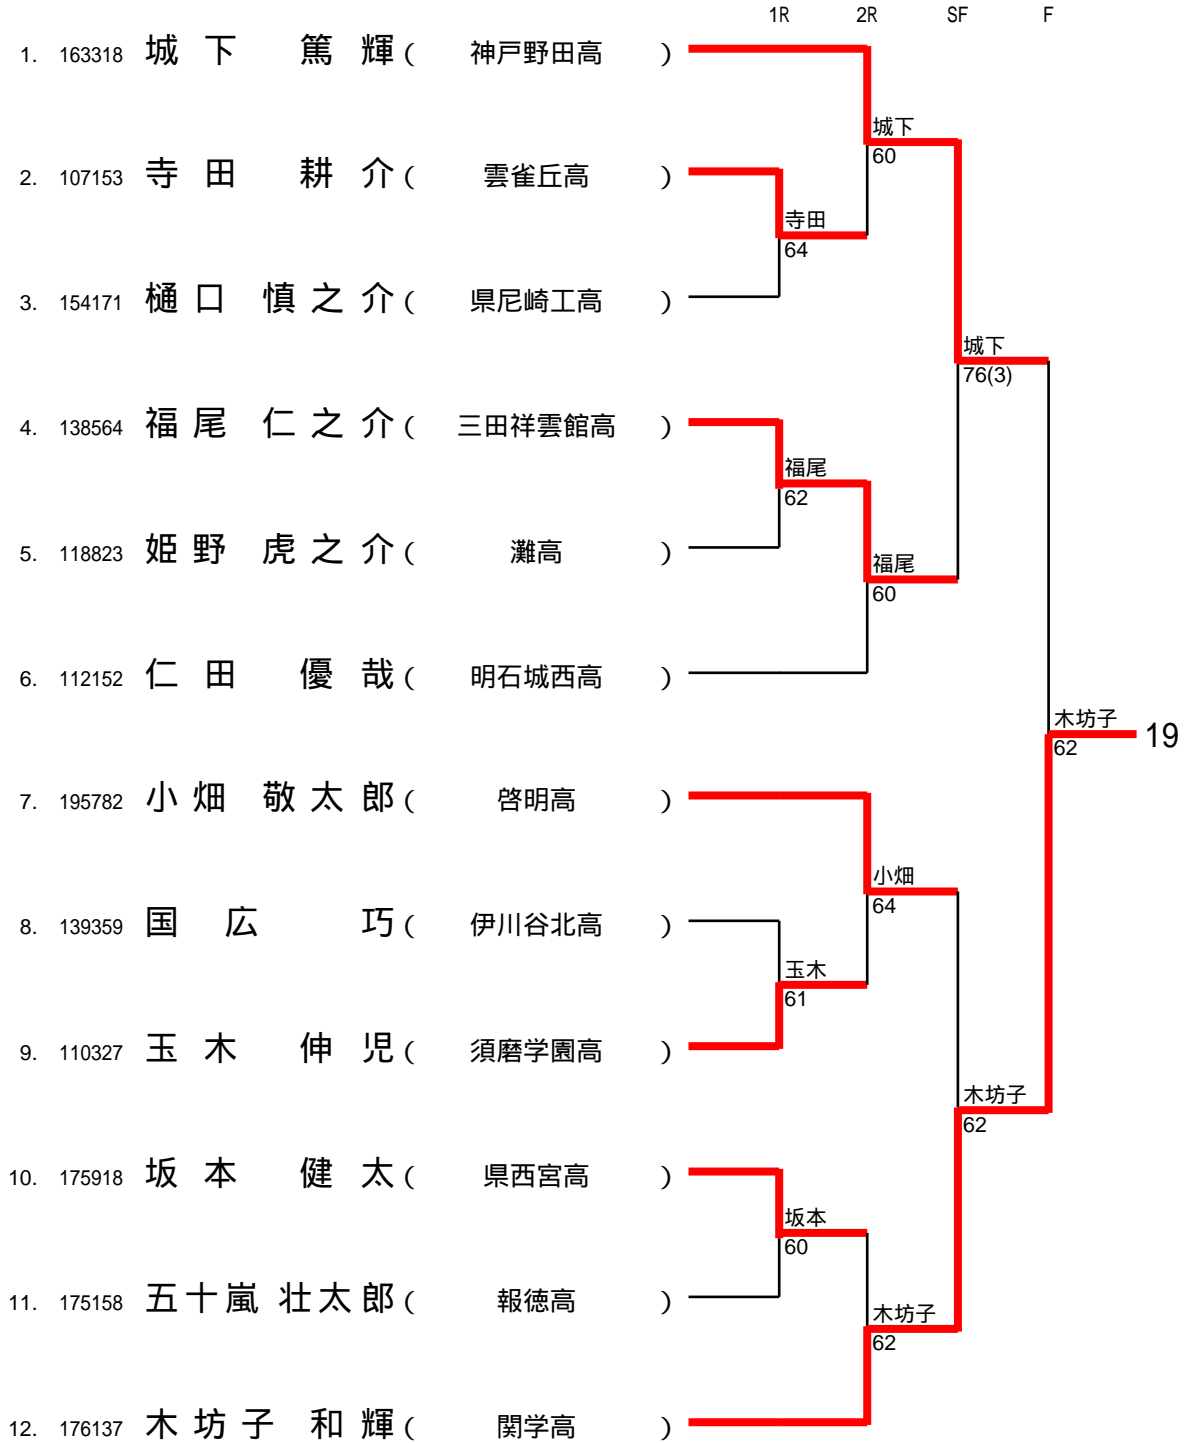 1R 2R SF F
1. 163318 城下 篤輝 ( 神戸野田高 )
城下
60
2. 107153 寺田 耕介 ( 雲雀丘高 )
寺田
64
3. 154171 樋口 慎之介 ( 県尼崎工高 )
城下
76(3)
4. 138564 福尾 仁之介 ( 三田祥雲館高 )
福尾
62
5. 118823 姫野 虎之介 ( 灘高 )
福尾
60
6. 112152 仁田 優哉 ( 明石城西高 )
木坊子
62
19
7. 195782 小畑 敬太郎 ( 啓明高 )
小畑
64
8. 139359 国広 巧 ( 伊川谷北高 )
玉木
61
9. 110327 玉木 伸児 ( 須磨学園高 )
木坊子
62
10. 175918 坂本 健太 ( 県西宮高 )
坂本
60
11. 175158 五十嵐 壮太郎 ( 報徳高 )
木坊子
62
12. 176137 木坊子 和輝 ( 関学高 )